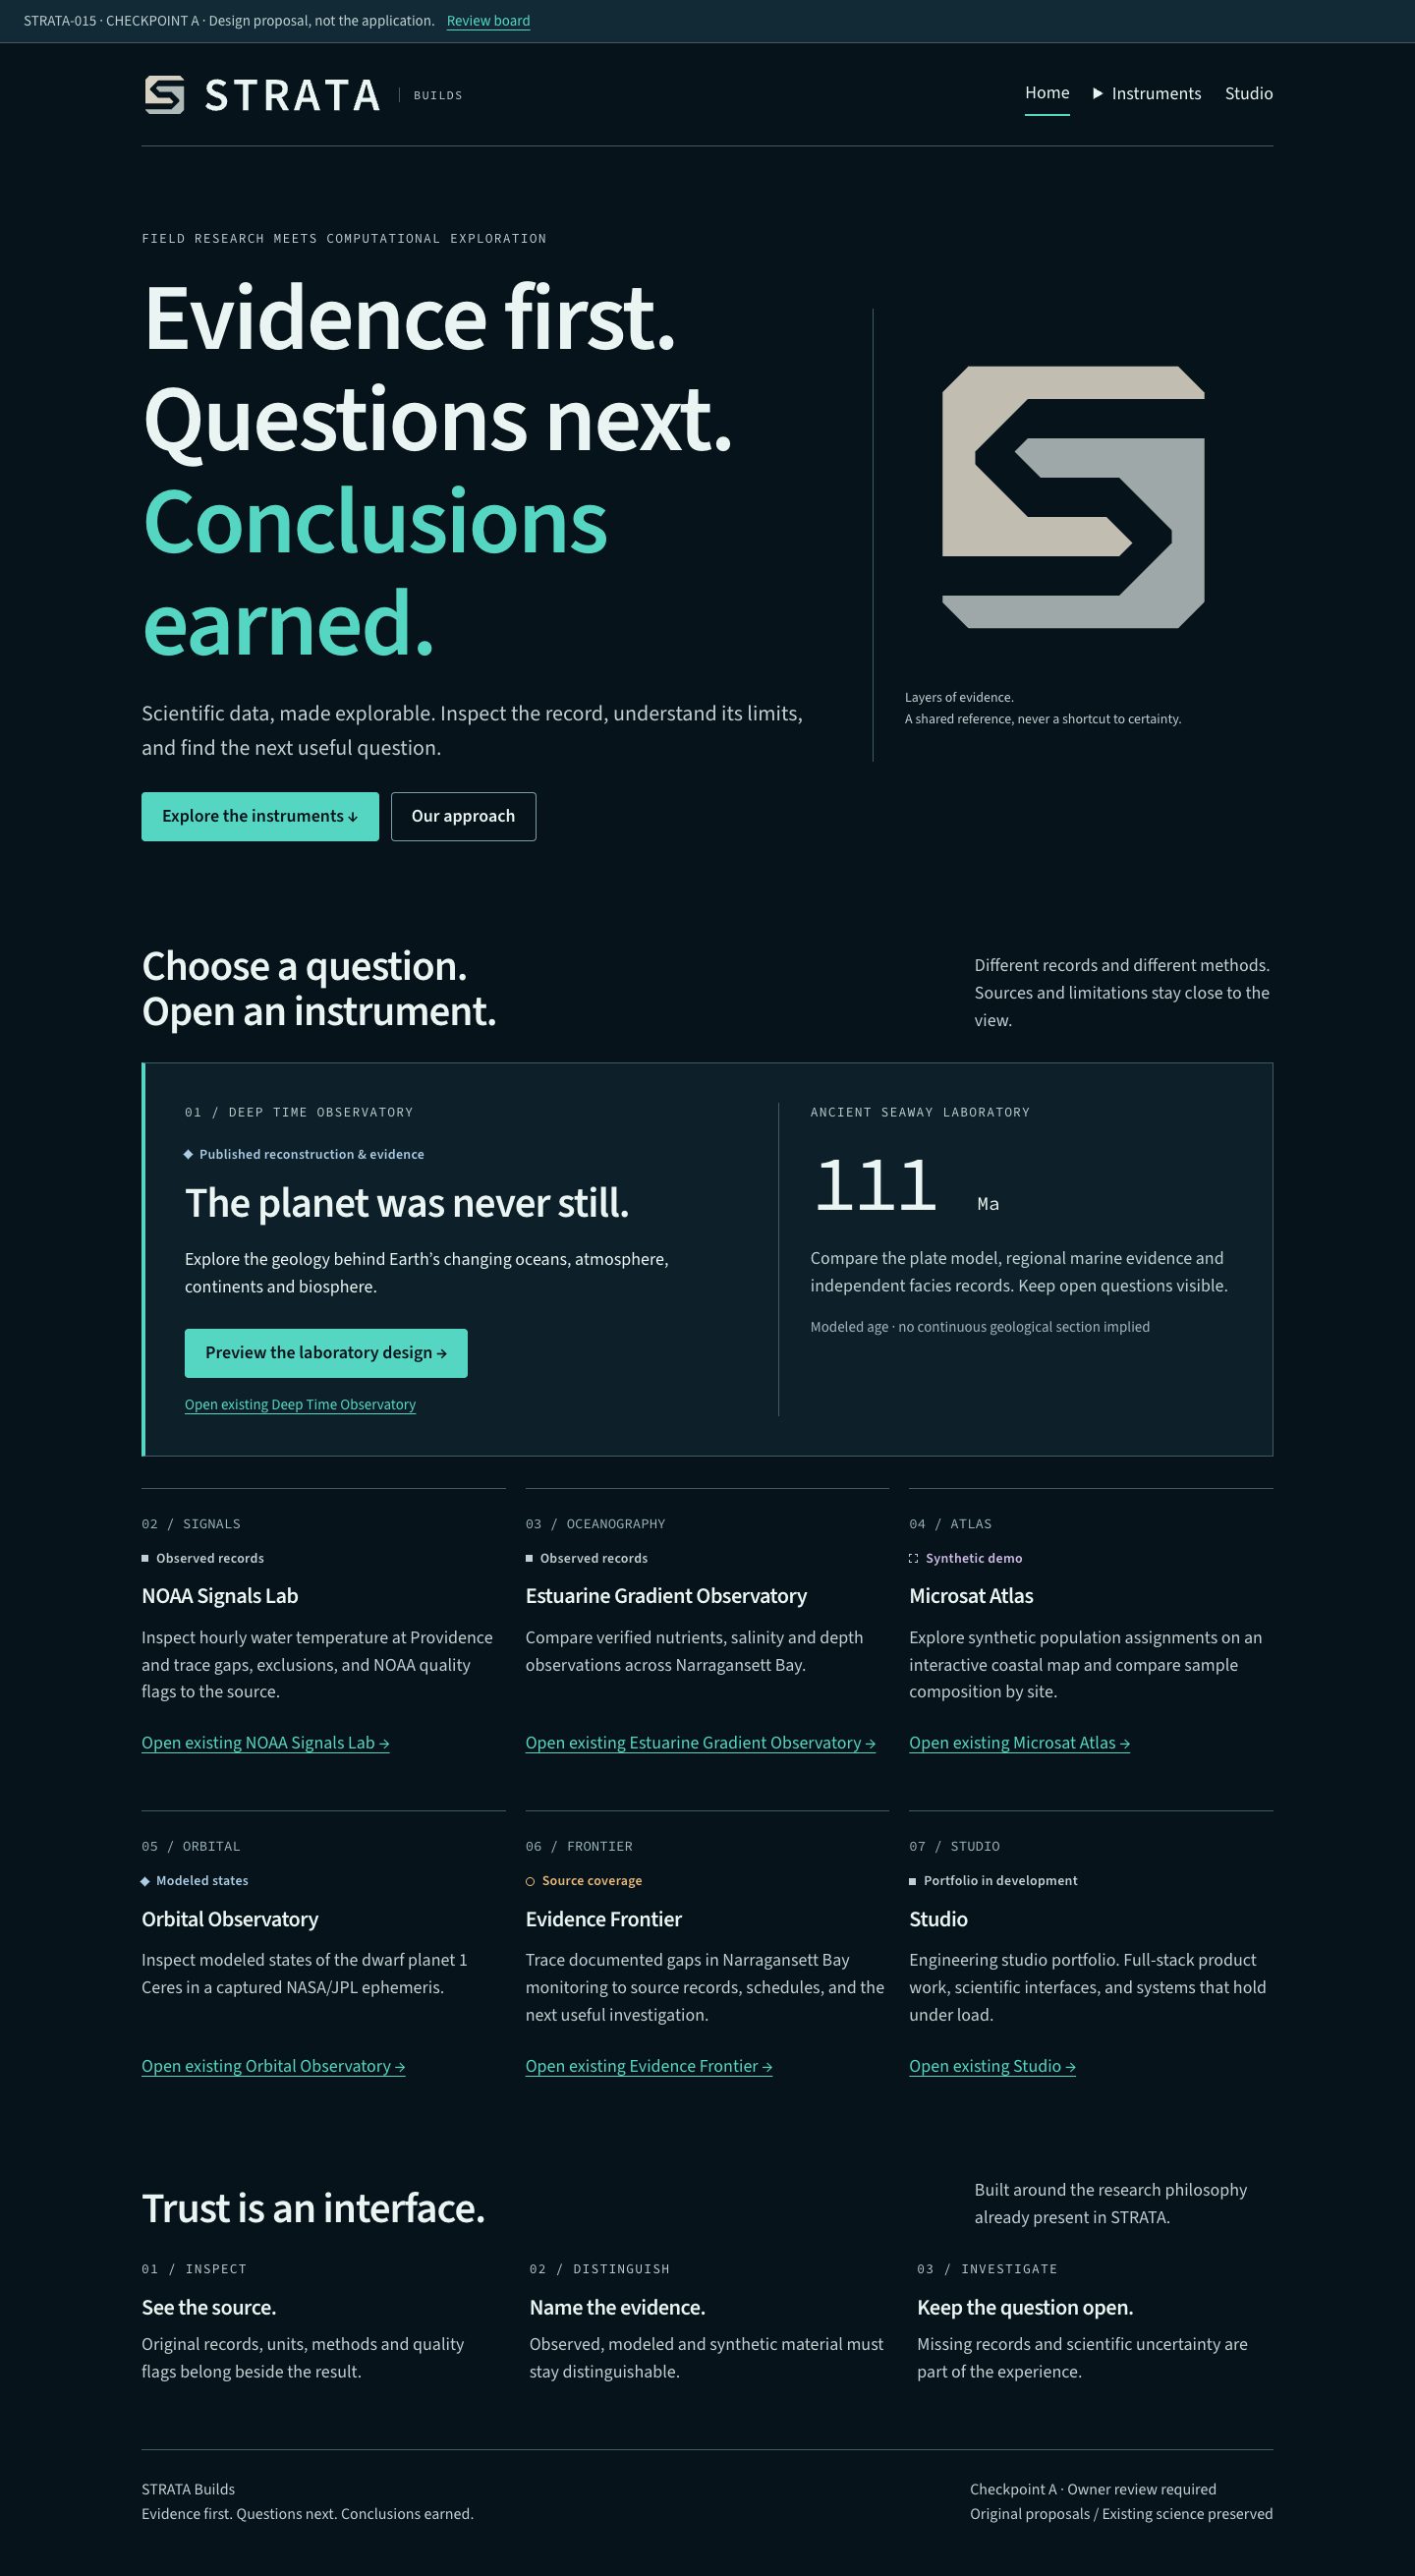 STRATA-015 · CHECKPOINT A · Design proposal, not the application. Review board
STRATA | BUILDS
Home ▶ Instruments Studio
FIELD RESEARCH MEETS COMPUTATIONAL EXPLORATION
Evidence first.
Questions next.
Conclusions
earned.
Scientific data, made explorable. Inspect the record, understand its limits,
and find the next useful question.
Explore the instruments ↓
Our approach
Layers of evidence.
A shared reference, never a shortcut to certainty.
Choose a question.
Open an instrument.
Different records and different methods.
Sources and limitations stay close to the
view.
01 / DEEP TIME OBSERVATORY
◆ Published reconstruction & evidence
The planet was never still.
Explore the geology behind Earth’s changing oceans, atmosphere,
continents and biosphere.
Preview the laboratory design →
Open existing Deep Time Observatory
ANCIENT SEAWAY LABORATORY
111 Ma
Compare the plate model, regional marine evidence and
independent facies records. Keep open questions visible.
Modeled age · no continuous geological section implied
02 / SIGNALS
Observed records
NOAA Signals Lab
Inspect hourly water temperature at Providence
and trace gaps, exclusions, and NOAA quality
flags to the source.
Open existing NOAA Signals Lab →
03 / OCEANOGRAPHY
Observed records
Estuarine Gradient Observatory
Compare verified nutrients, salinity and depth
observations across Narragansett Bay.
Open existing Estuarine Gradient Observatory →
04 / ATLAS
Synthetic demo
Microsat Atlas
Explore synthetic population assignments on an
interactive coastal map and compare sample
composition by site.
Open existing Microsat Atlas →
05 / ORBITAL
Modeled states
Orbital Observatory
Inspect modeled states of the dwarf planet 1
Ceres in a captured NASA/JPL ephemeris.
Open existing Orbital Observatory →
06 / FRONTIER
Source coverage
Evidence Frontier
Trace documented gaps in Narragansett Bay
monitoring to source records, schedules, and the
next useful investigation.
Open existing Evidence Frontier →
07 / STUDIO
Portfolio in development
Studio
Engineering studio portfolio. Full-stack product
work, scientific interfaces, and systems that hold
under load.
Open existing Studio →
Trust is an interface.
Built around the research philosophy
already present in STRATA.
01 / INSPECT
See the source.
Original records, units, methods and quality
flags belong beside the result.
02 / DISTINGUISH
Name the evidence.
Observed, modeled and synthetic material must
stay distinguishable.
03 / INVESTIGATE
Keep the question open.
Missing records and scientific uncertainty are
part of the experience.
STRATA Builds
Evidence first. Questions next. Conclusions earned.
Checkpoint A · Owner review required
Original proposals / Existing science preserved